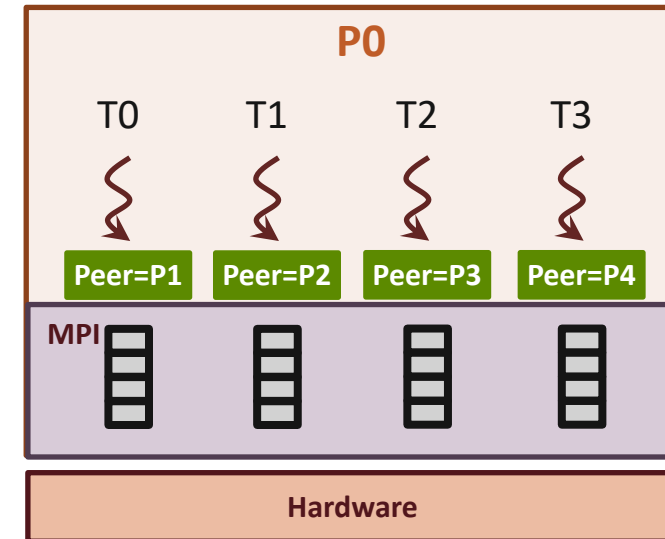 P0
T0 T1 T2 T3
Peer=P1 Peer=P2 Peer=P3 Peer=P4
MPI
Hardware